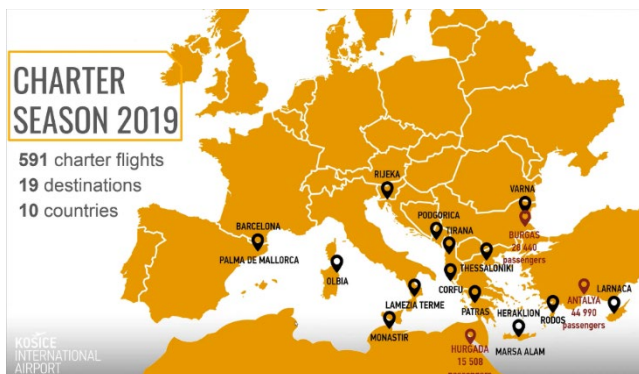 CHARTER
SEASON 2019
591 charter flights
19 destinations
10 countries
RIJEKA
VARNA
PODGORICA
BURGAS
28 460
passengers
TIRANA
BARCELONA
PALMA DE MALLORCA
THESSALONIKI
OLBIA
CORFU
LAMEZIA TERME
PATRAS
ANTALYA
44 990
passengers
LARNACA
HERAKLION
RODOS
MONASTIR
HURGADA
15 508
MARSA ALAM
KOŠICE
INTERNATIONAL
AIRPORT